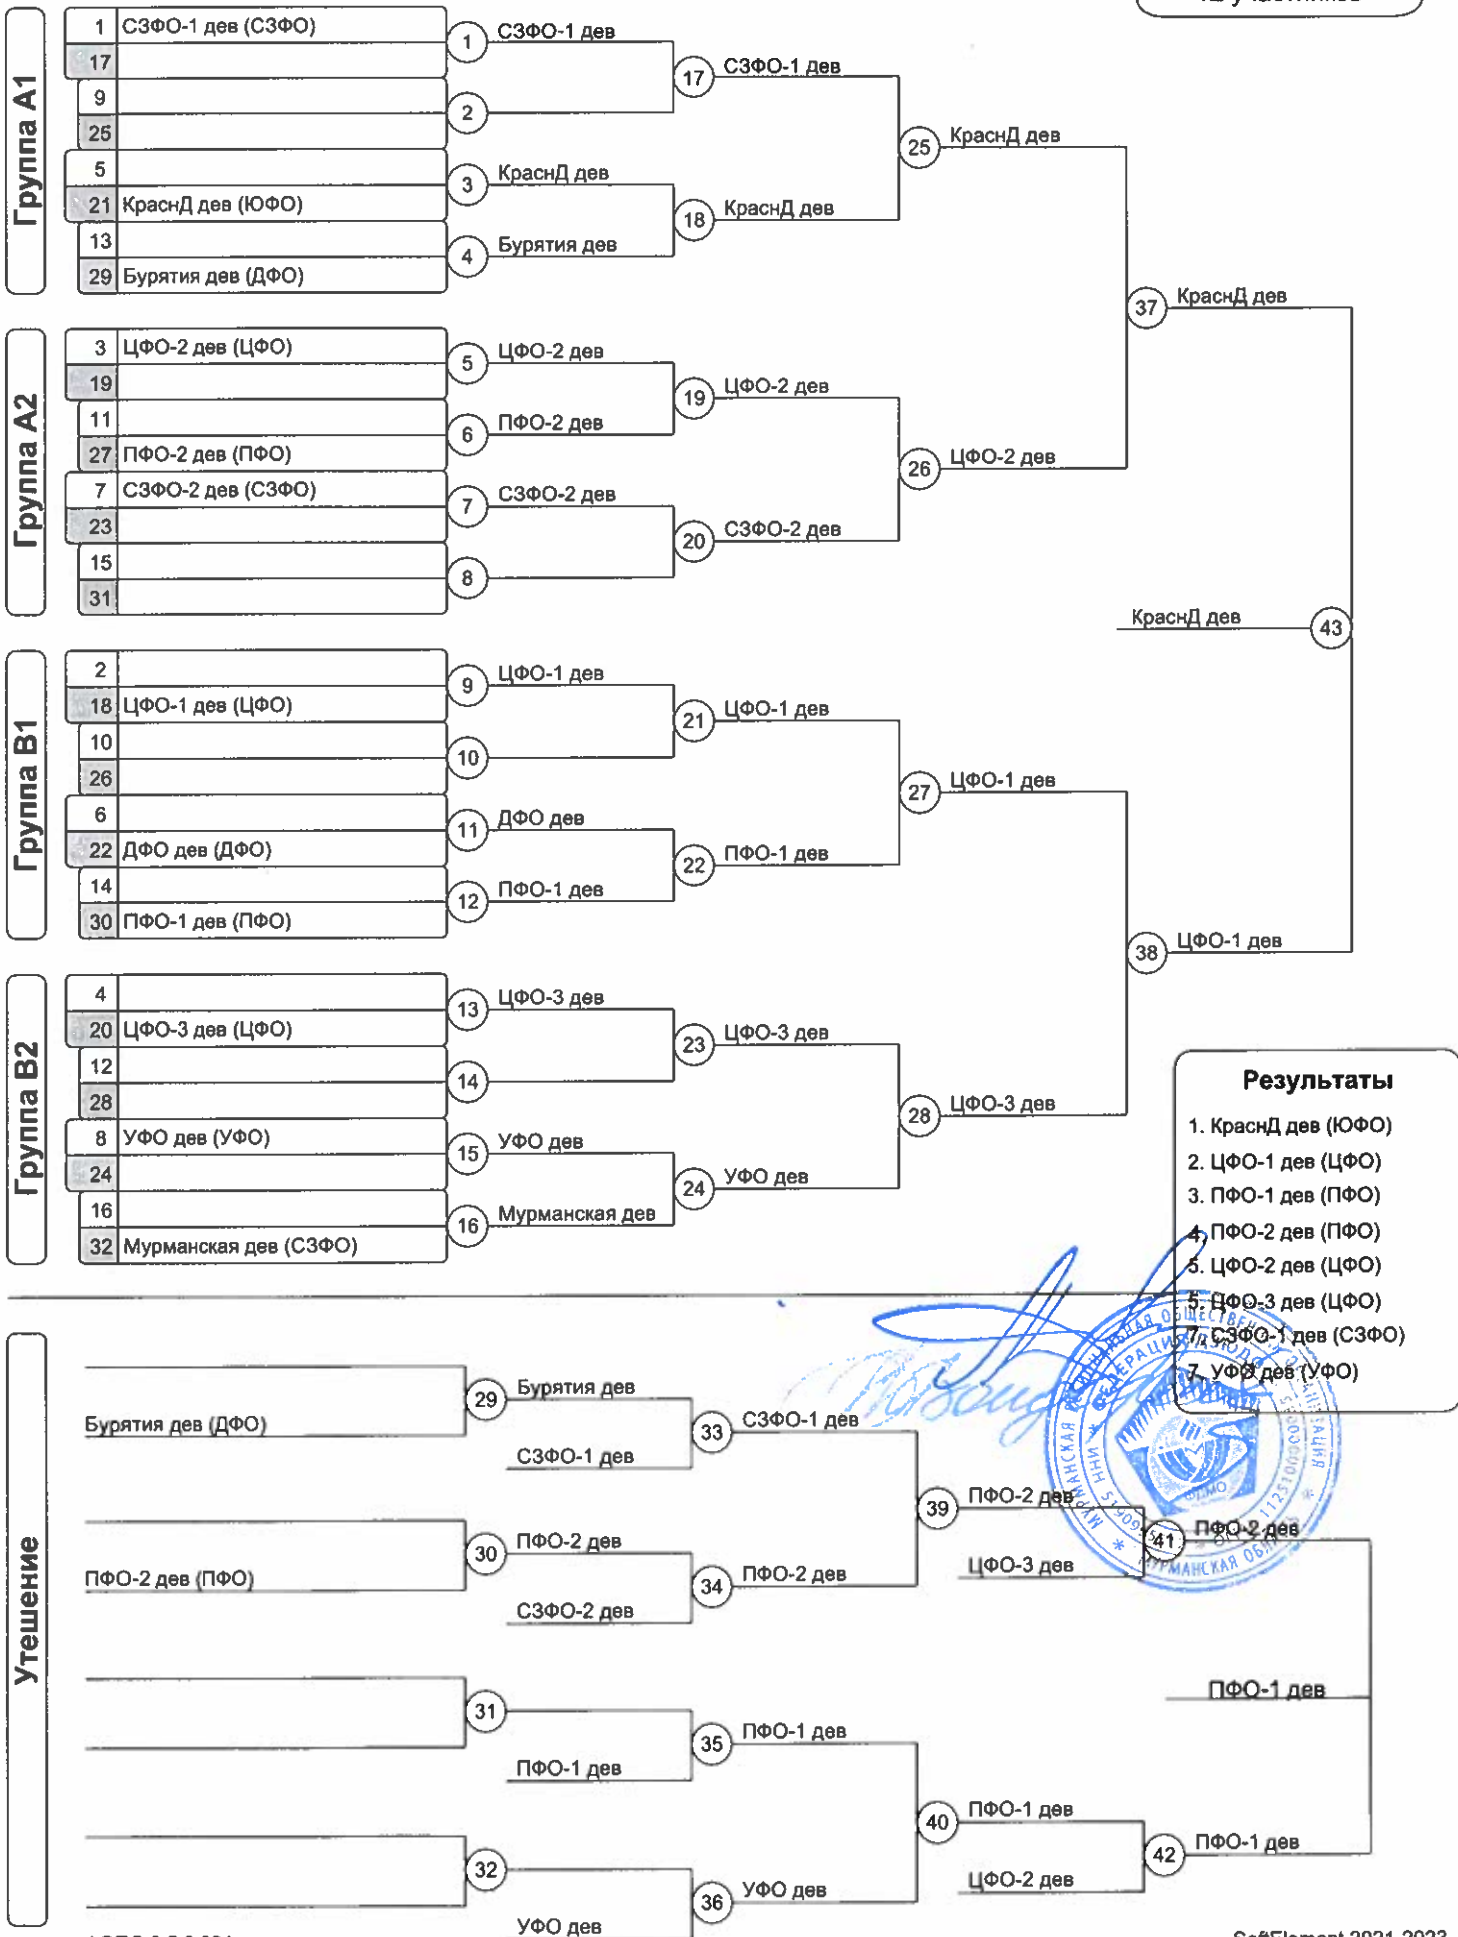 Группа A1
1 СЗФО-1 дев (СЗФО)
17
9
25
5
21 КраснД дев (ЮФО)
13
29 Бурятия дев (ДФО)
1 СЗФО-1 дев
2
3 КраснД дев
4 Бурятия дев
17 СЗФО-1 дев
18 КраснД дев
25 КраснД дев
Группа A2
3 ЦФО-2 дев (ЦФО)
19
11
27 ПФО-2 дев (ПФО)
7 СЗФО-2 дев (СЗФО)
23
15
31
5 ЦФО-2 дев
6 ПФО-2 дев
7 СЗФО-2 дев
8
19 ЦФО-2 дев
20 СЗФО-2 дев
26 ЦФО-2 дев
37 КраснД дев
КраснД дев 43
Группа B1
2
18 ЦФО-1 дев (ЦФО)
10
26
6
22 ДФО дев (ДФО)
14
30 ПФО-1 дев (ПФО)
9 ЦФО-1 дев
10
11 ДФО дев
12 ПФО-1 дев
21 ЦФО-1 дев
22 ПФО-1 дев
27 ЦФО-1 дев
38 ЦФО-1 дев
Группа B2
4
20 ЦФО-3 дев (ЦФО)
12
28
8 УФО дев (УФО)
24
16
32 Мурманская дев (СЗФО)
13 ЦФО-3 дев
14
15 УФО дев
16 Мурманская дев
23 ЦФО-3 дев
24 УФО дев
28 ЦФО-3 дев
Результаты
1. КраснД дев (ЮФО)
2. ЦФО-1 дев (ЦФО)
3. ПФО-1 дев (ПФО)
4. ПФО-2 дев (ПФО)
5. ЦФО-2 дев (ЦФО)
5. ЦФО-3 дев (ЦФО)
7. СЗФО-1 дев (СЗФО)
7. УФО дев (УФО)
Утешение
Бурятия дев (ДФО)
29 Бурятия дев
СЗФО-1 дев
33 СЗФО-1 дев
ПФО-2 дев (ПФО)
30 ПФО-2 дев
СЗФО-2 дев
34 ПФО-2 дев
39 ПФО-2 дев
ЦФО-3 дев
41 ПФО-2 дев
ПФО-1 дев
31
ПФО-1 дев
35 ПФО-1 дев
32
УФО дев
36 УФО дев
40 ПФО-1 дев
ЦФО-2 дев
42 ПФО-1 дев
МУРМАНСКАЯ РЕГИОНАЛЬНАЯ ОБЩЕСТВЕННАЯ ОРГАНИЗАЦИЯ
ФЕДЕРАЦИЯ ДЗЮДО
МУРМАНСКАЯ ОБЛАСТЬ